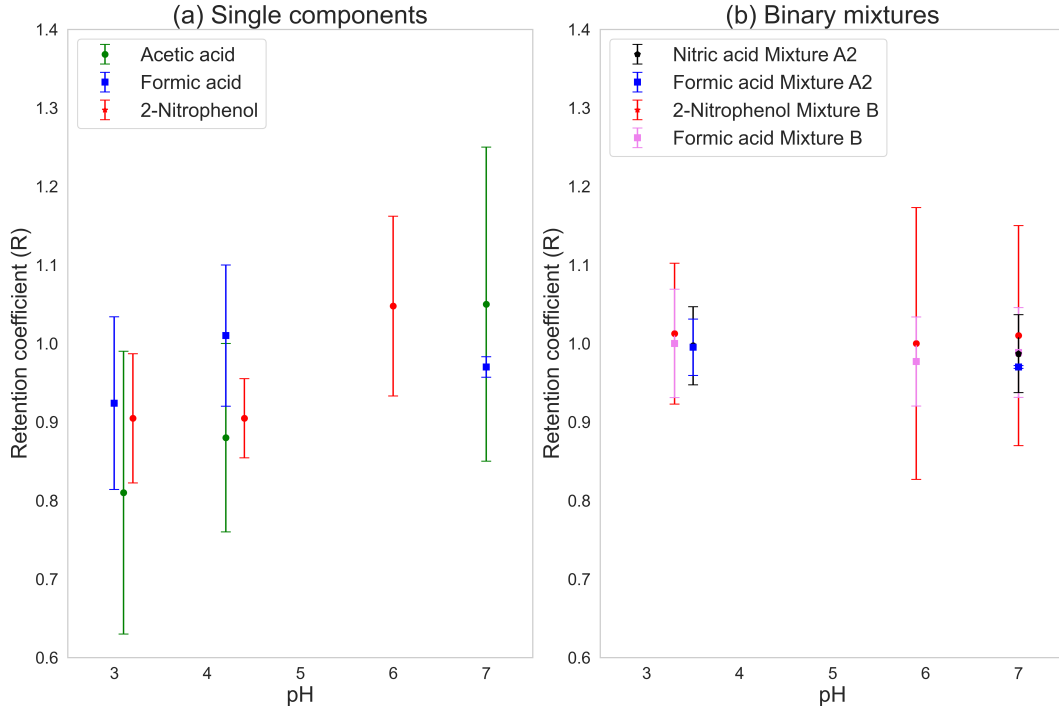 (a) Single components
Acetic acid
Formic acid
2-Nitrophenol
Retention coefficient (R)
1.4
1.3
1.2
1.1
1.0
0.9
0.8
0.7
0.6
3 4 5 6 7
pH
(b) Binary mixtures
Nitric acid Mixture A2
Formic acid Mixture A2
2-Nitrophenol Mixture B
Formic acid Mixture B
Retention coefficient (R)
1.4
1.3
1.2
1.1
1.0
0.9
0.8
0.7
0.6
3 4 5 6 7
pH